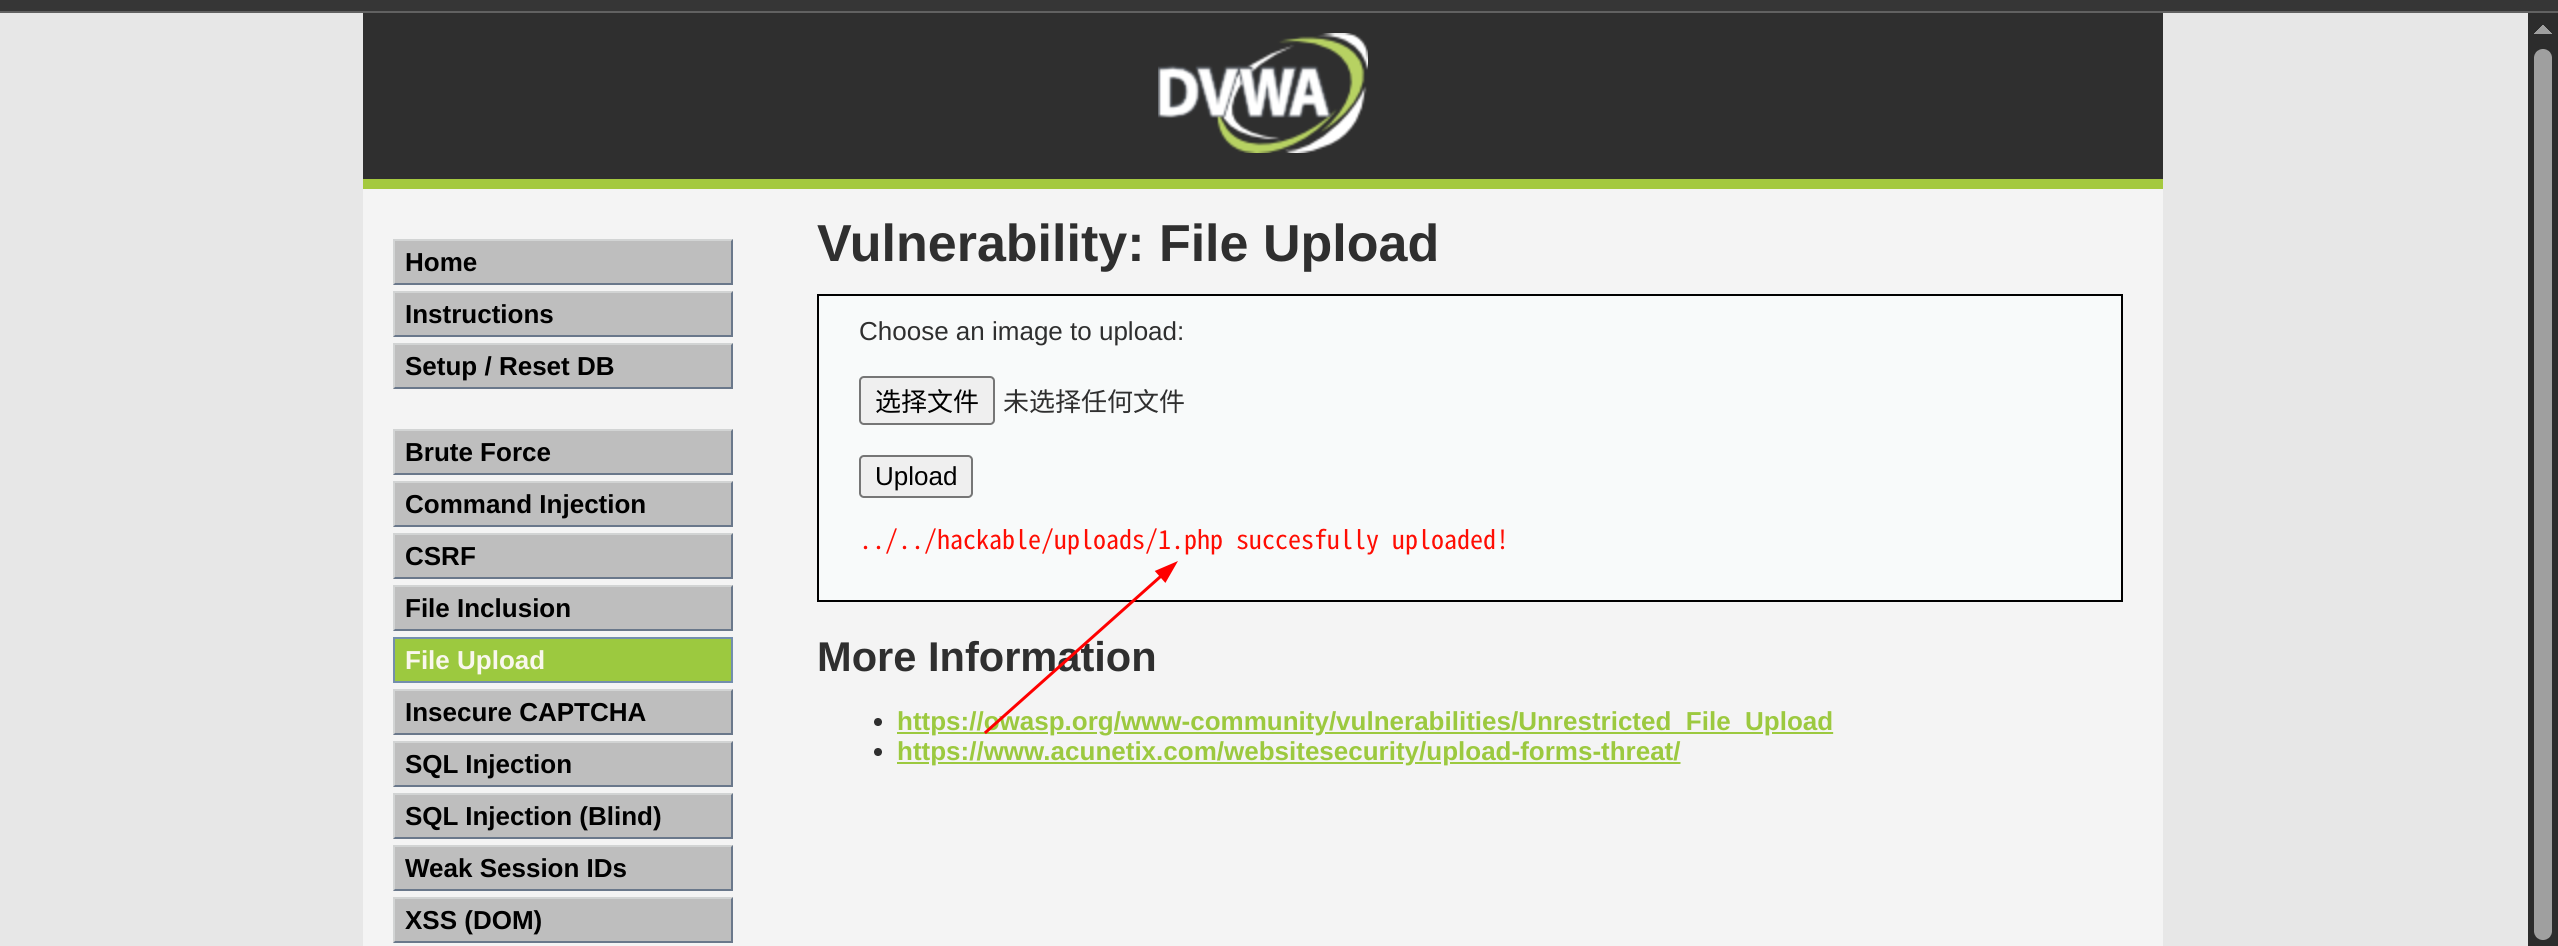 DVWA
Home
Instructions
Setup / Reset DB
Brute Force
Command Injection
CSRF
File Inclusion
File Upload
Insecure CAPTCHA
SQL Injection
SQL Injection (Blind)
Weak Session IDs
XSS (DOM)
Vulnerability: File Upload
Choose an image to upload:
选择文件 未选择任何文件
Upload
../../hackable/uploads/1.php succesfully uploaded!
More Information
https://owasp.org/www-community/vulnerabilities/Unrestricted_File_Upload
https://www.acunetix.com/websitesecurity/upload-forms-threat/